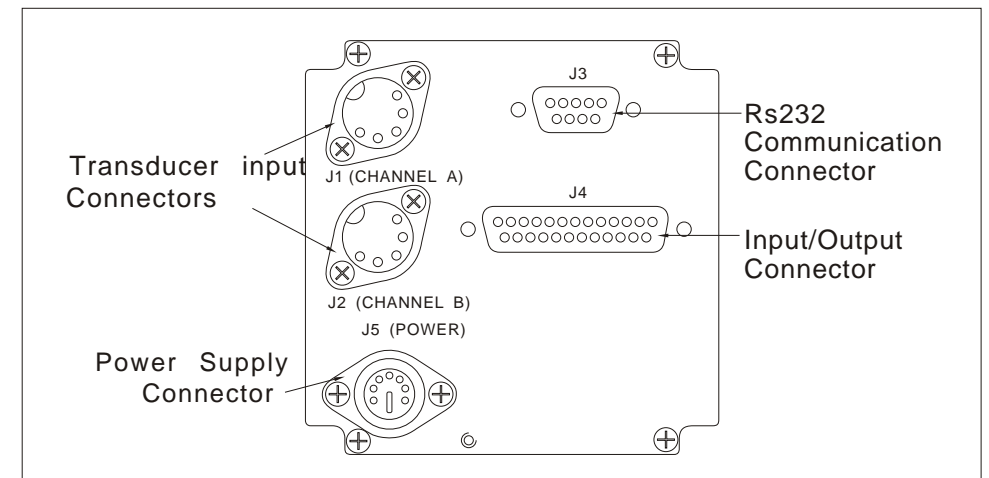 J3
Rs232
Communication
Connector
Transducer input
Connectors
J1 (CHANNEL A)
J4
Input/Output
Connector
J2 (CHANNEL B)
J5 (POWER)
Power Supply
Connector